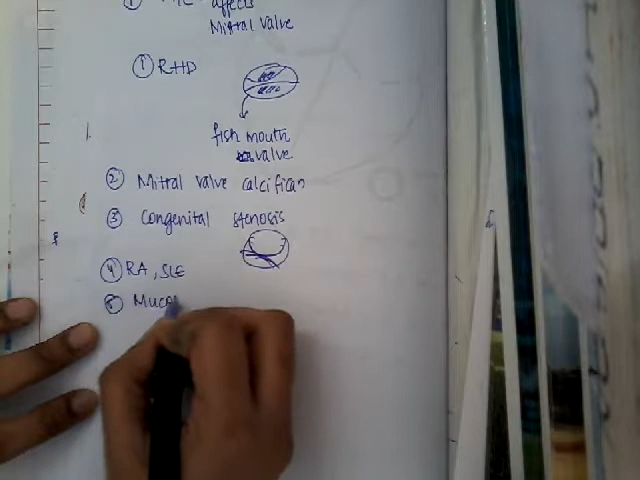 ① affects
Mitral valve
① RHD
fish mouth
valve
② Mitral valve calcifican
③ Congenital stenosis
④ RA, SLE
⑤ Muco